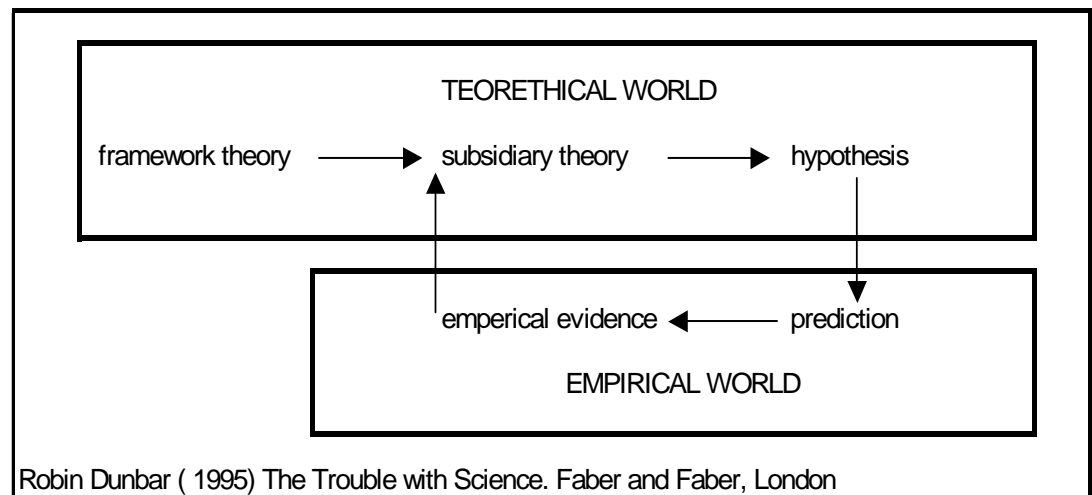 TEORETHICAL WORLD
framework theory subsidiary theory hypothesis
emperical evidence prediction
EMPIRICAL WORLD
Robin Dunbar ( 1995) The Trouble with Science. Faber and Faber, London